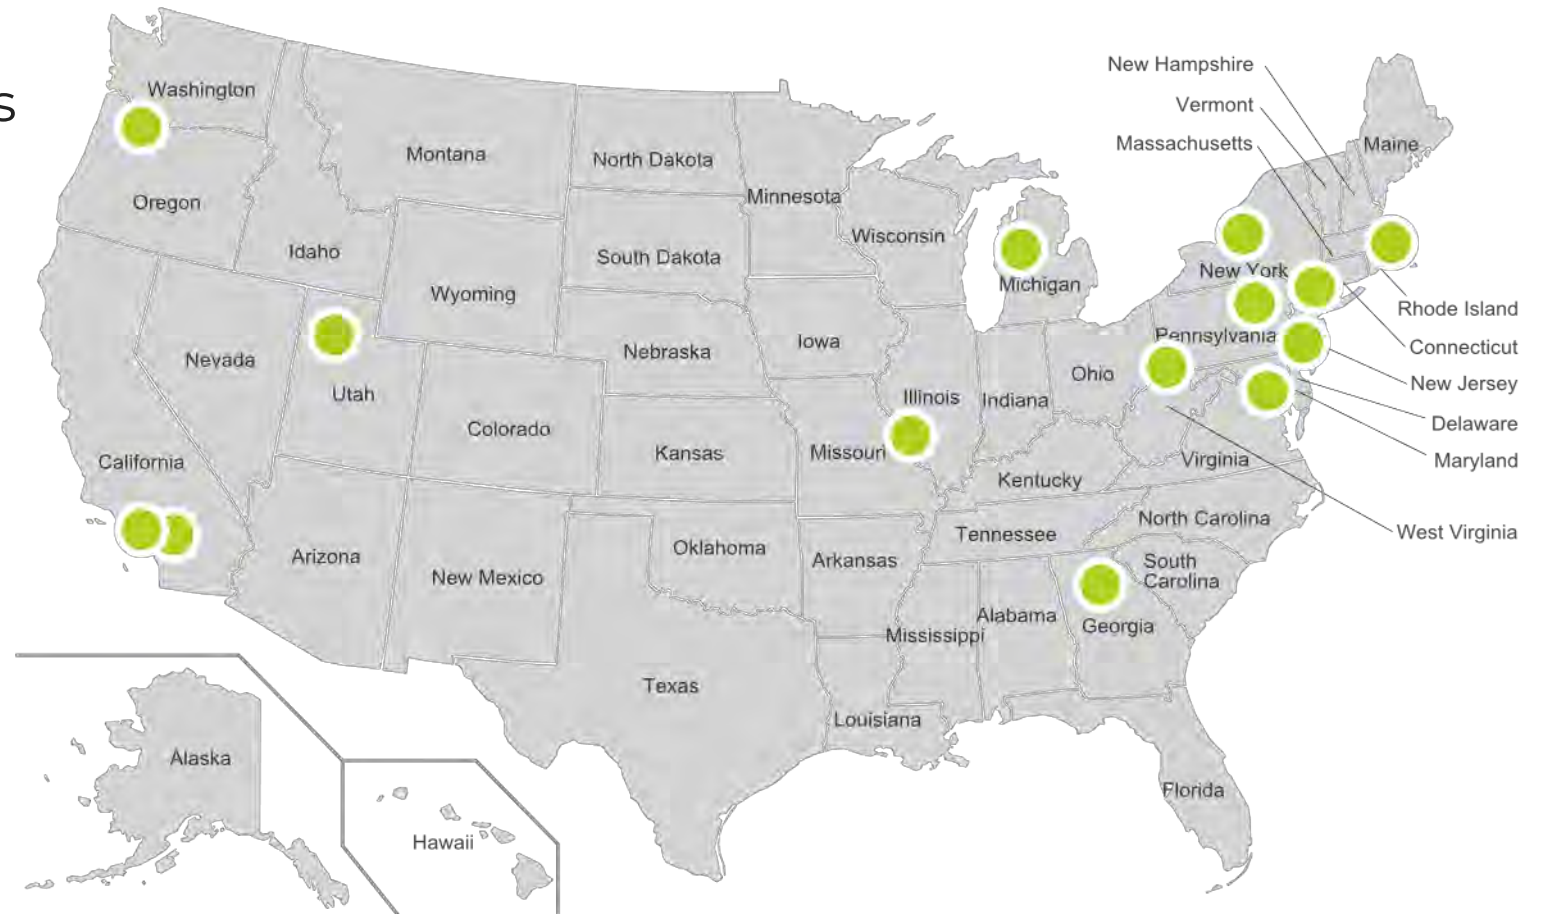 s
New Hampshire
Washington
Vermont
Massachusetts
Maine
Montana
North Dakota
Minnesota
Oregon
Wisconsin
Idaho
South Dakota
New York
Michigan
Wyoming
Rhode Island
Pennsylvania
Iowa
Connecticut
Nebraska
Nevada
Ohio
New Jersey
Utah
Illinois
Indiana
Delaware
Colorado
Missouri
Kansas
Virginia
Maryland
California
Kentucky
North Carolina
Tennessee
West Virginia
Oklahoma
Arizona
Arkansas
South
Carolina
New Mexico
Alabama
Georgia
Mississippi
Texas
Louisiana
Alaska
Florida
Hawaii